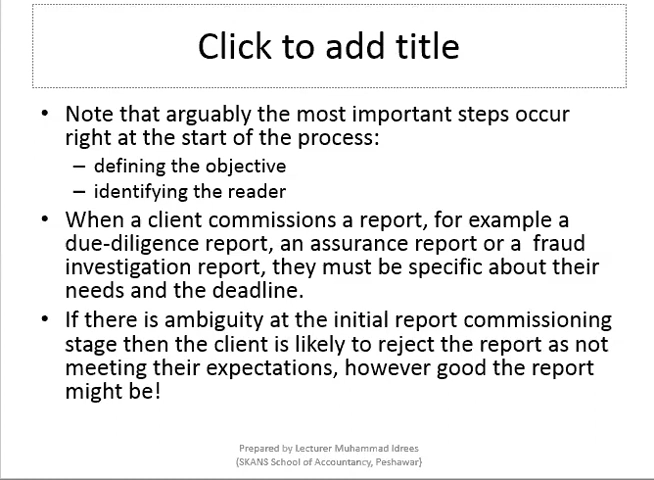 Click to add title
• Note that arguably the most important steps occur
right at the start of the process:
– defining the objective
– identifying the reader
• When a client commissions a report, for example a
due-diligence report, an assurance report or a  fraud
investigation report, they must be specific about their
needs and the deadline.
• If there is ambiguity at the initial report commissioning
stage then the client is likely to reject the report as not
meeting their expectations, however good the report
might be!
Prepared by Lecturer Muhammad Idrees
(SKANS School of Accountancy, Peshawar)